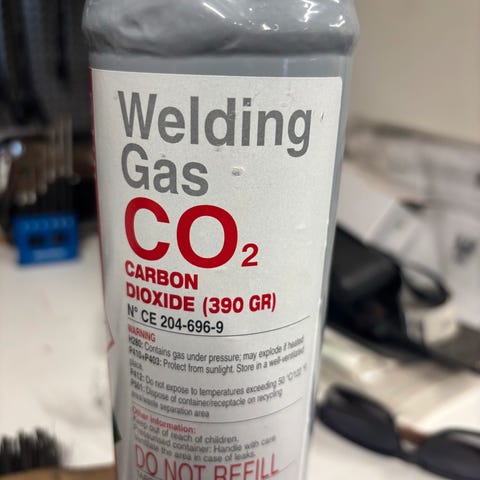 Welding
Gas
CO2
CARBON
DIOXIDE (390 GR)
N° CE 204-696-9
WARNING
H280: Contains gas under pressure; may explode if heated
P410+P403: Protect from sunlight. Store in a well-ventilated
place.
P412: Do not expose to temperatures exceeding 50 °C/
P501: Dispose of container/receptacle on recycling
area/waste separation area
Other information:
Keep out of reach of children.
Pressurised container: Handle with care
the area in case of leaks.
DO NOT REFILL